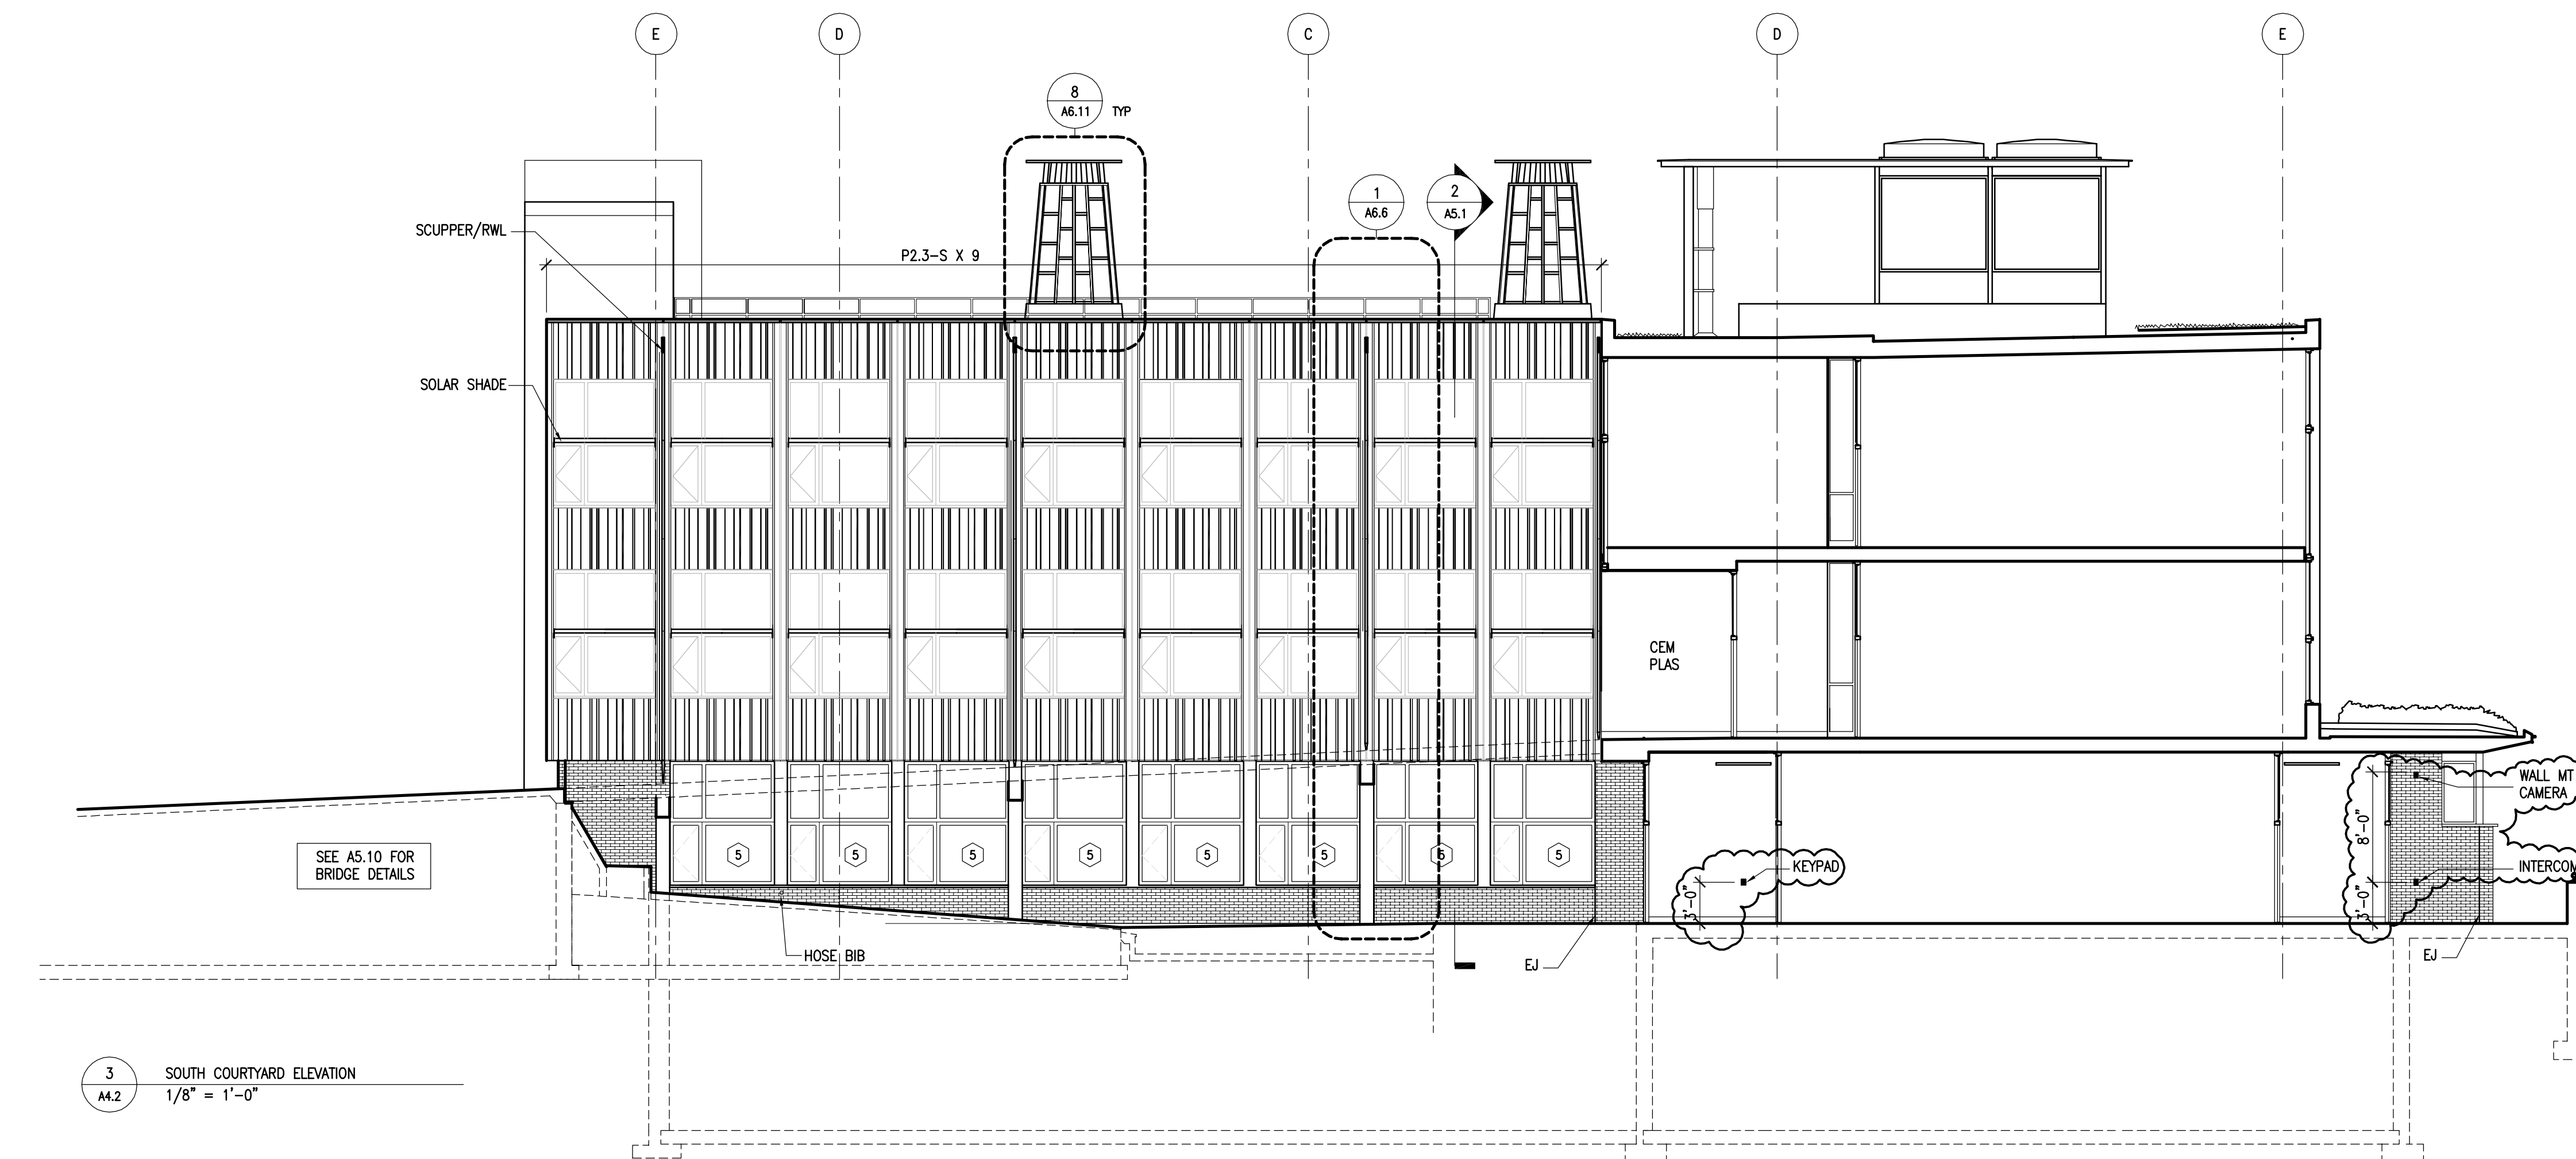 E
D
C
D
E
8
A6.11
TYP
1
A6.6
2
A5.1
SCUPPER/RWL
P2.3-S X 9
SOLAR SHADE
CEM
PLAS
WALL MT
CAMERA
8'-0"
SEE A5.10 FOR
BRIDGE DETAILS
5
5
5
5
5
5
5
5
KEYPAD
INTERCOM
3'-0"
3'-0"
HOSE BIB
EJ
EJ
3
A4.2
SOUTH COURTYARD ELEVATION
1/8" = 1'-0"